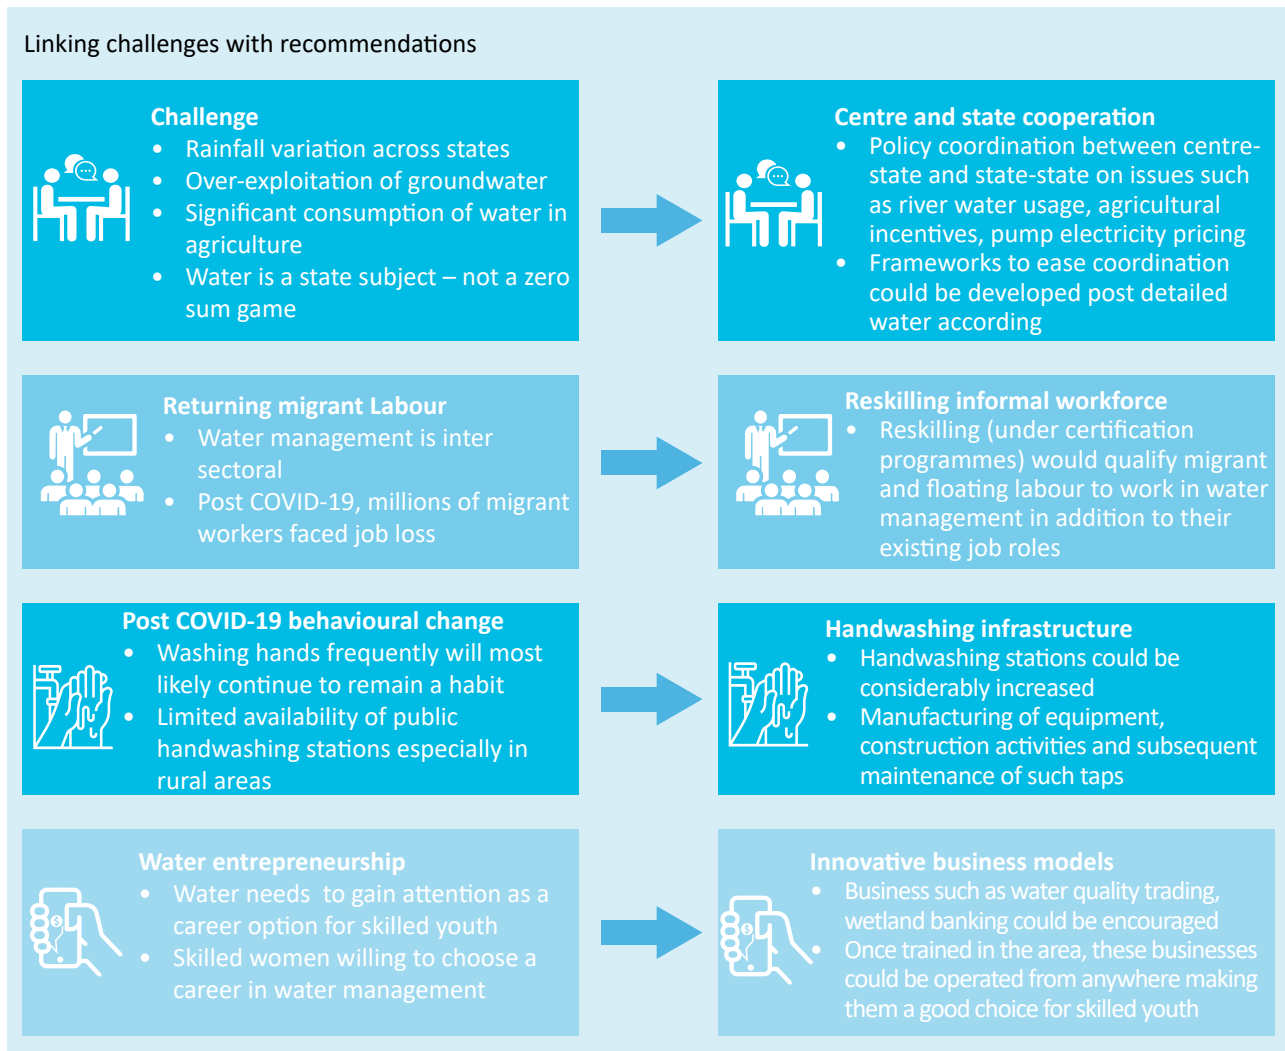 Linking challenges with recommendations
Challenge
• Rainfall variation across states
• Over-exploitation of groundwater
• Significant consumption of water in
agriculture
• Water is a state subject – not a zero
sum game
Centre and state cooperation
• Policy coordination between centre-
state and state-state on issues such
as river water usage, agricultural
incentives, pump electricity pricing
• Frameworks to ease coordination
could be developed post detailed
water according
Returning migrant Labour
• Water management is inter
sectoral
• Post COVID-19, millions of migrant
workers faced job loss
Reskilling informal workforce
• Reskilling (under certification
programmes) would qualify migrant
and floating labour to work in water
management in addition to their
existing job roles
Post COVID-19 behavioural change
• Washing hands frequently will most
likely continue to remain a habit
• Limited availability of public
handwashing stations especially in
rural areas
Handwashing infrastructure
• Handwashing stations could be
considerably increased
• Manufacturing of equipment,
construction activities and subsequent
maintenance of such taps
Water entrepreneurship
• Water needs to gain attention as a
career option for skilled youth
• Skilled women willing to choose a
career in water management
Innovative business models
• Business such as water quality trading,
wetland banking could be encouraged
• Once trained in the area, these businesses
could be operated from anywhere making
them a good choice for skilled youth